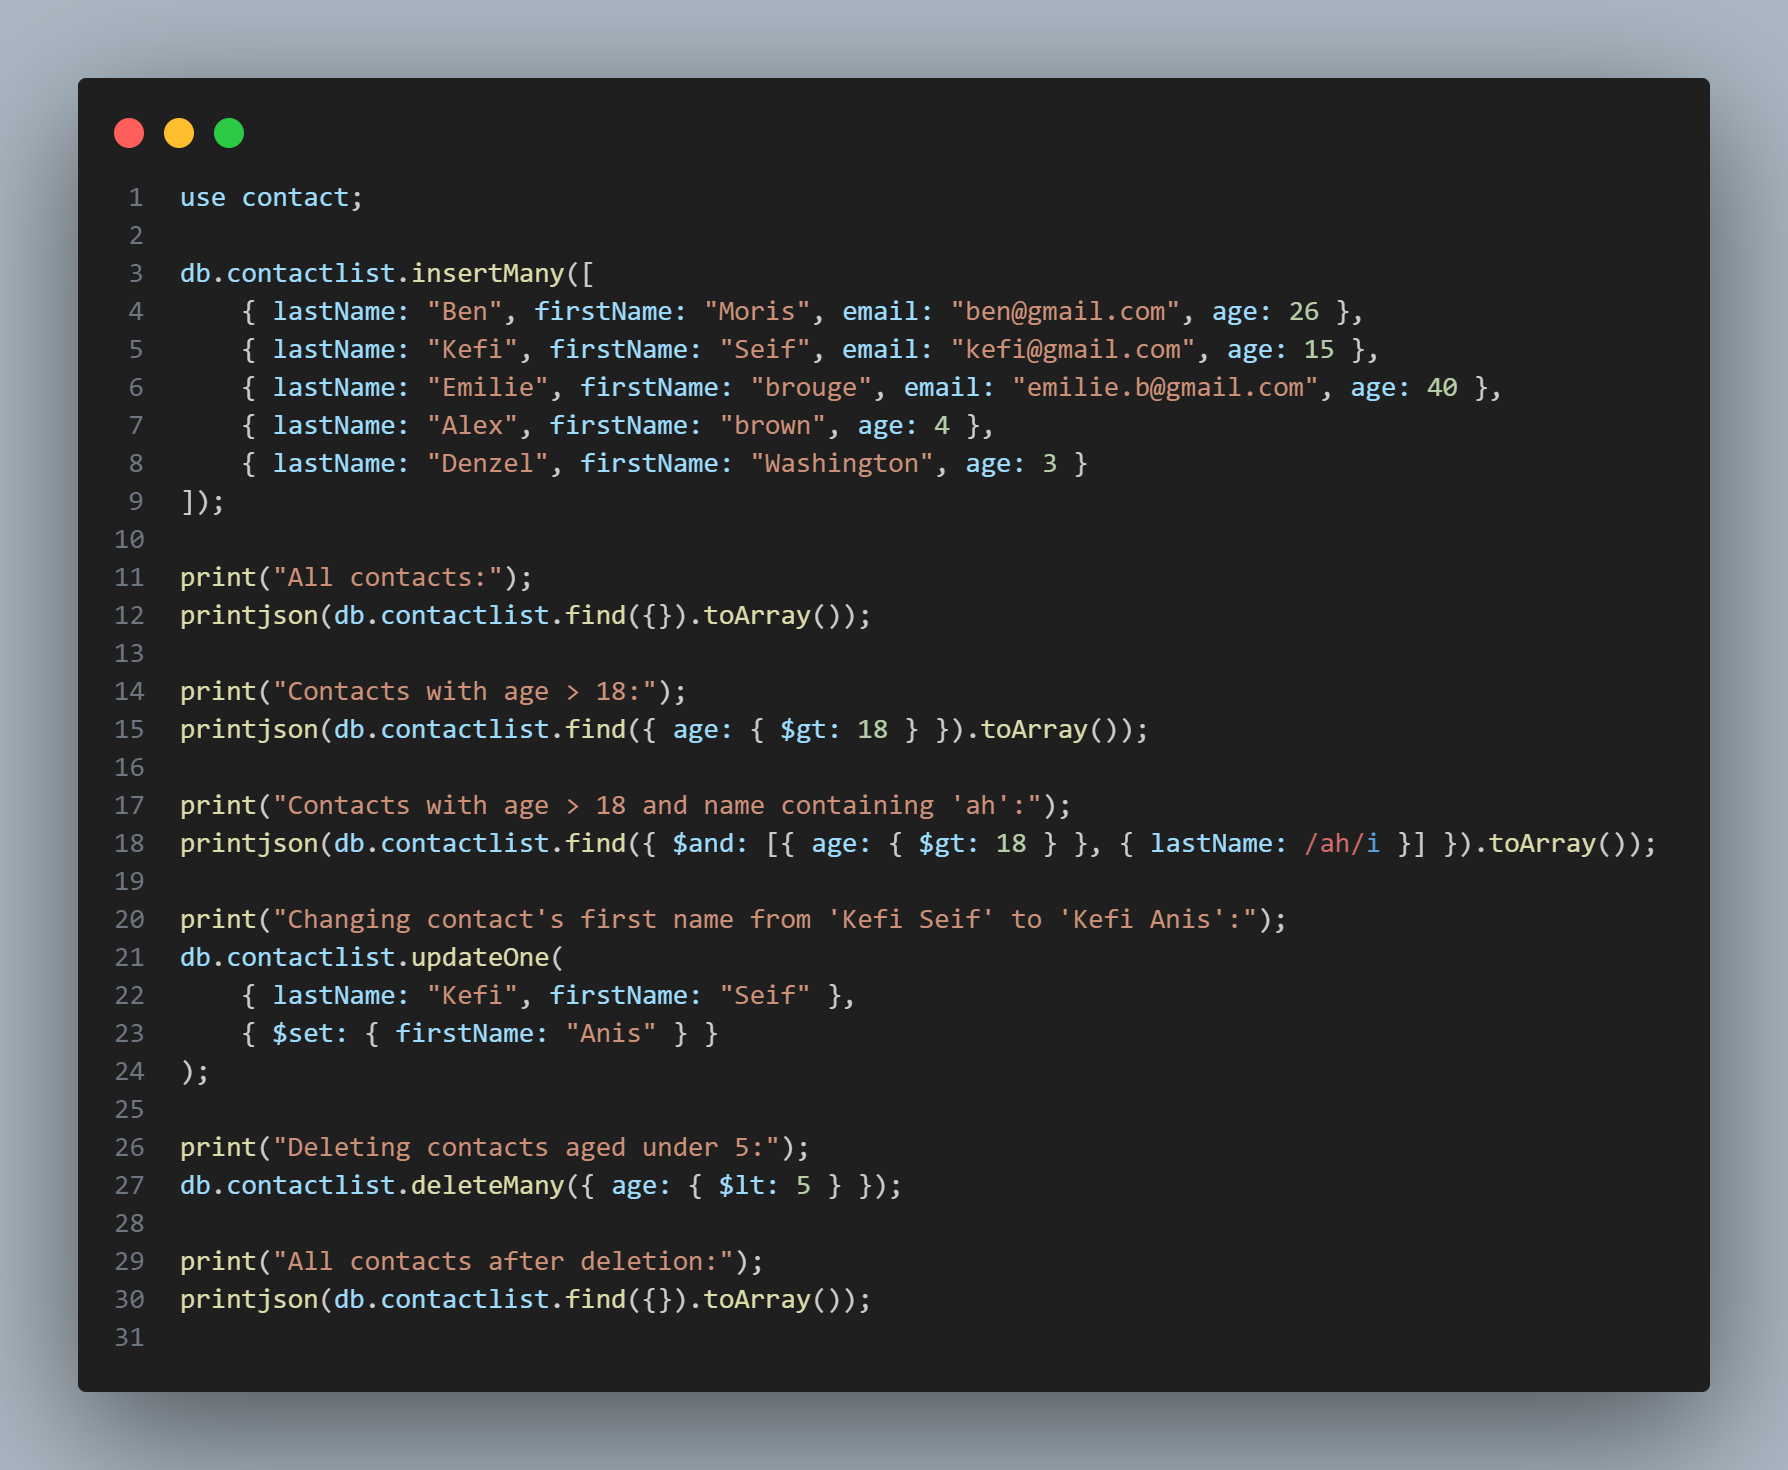 1 use contact;
2
3 db.contactlist.insertMany([
4     { lastName: "Ben", firstName: "Moris", email: "ben@gmail.com", age: 26 },
5     { lastName: "Kefi", firstName: "Seif", email: "kefi@gmail.com", age: 15 },
6     { lastName: "Emilie", firstName: "brouge", email: "emilie.b@gmail.com", age: 40 },
7     { lastName: "Alex", firstName: "brown", age: 4 },
8     { lastName: "Denzel", firstName: "Washington", age: 3 }
9 ]);
10
11 print("All contacts:");
12 printjson(db.contactlist.find({}).toArray());
13
14 print("Contacts with age > 18:");
15 printjson(db.contactlist.find({ age: { $gt: 18 } }).toArray());
16
17 print("Contacts with age > 18 and name containing 'ah':");
18 printjson(db.contactlist.find({ $and: [{ age: { $gt: 18 } }, { lastName: /ah/i }] }).toArray());
19
20 print("Changing contact's first name from 'Kefi Seif' to 'Kefi Anis':");
21 db.contactlist.updateOne(
22     { lastName: "Kefi", firstName: "Seif" },
23     { $set: { firstName: "Anis" } }
24 );
25
26 print("Deleting contacts aged under 5:");
27 db.contactlist.deleteMany({ age: { $lt: 5 } });
28
29 print("All contacts after deletion:");
30 printjson(db.contactlist.find({}).toArray());
31